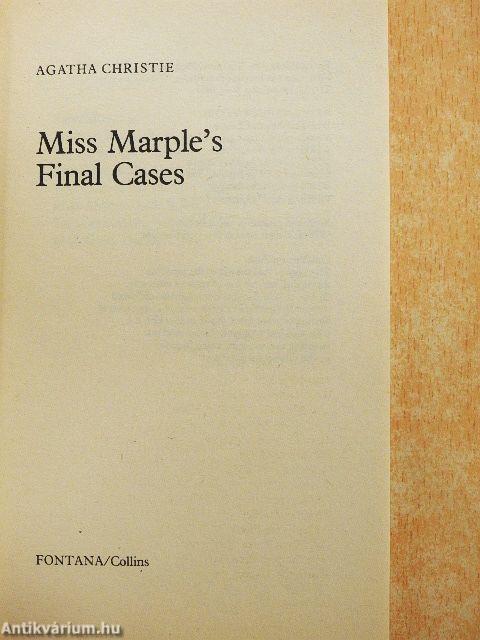 AGATHA CHRISTIE
Miss Marple's
Final Cases
FONTANA/Collins
Antikvárium.hu